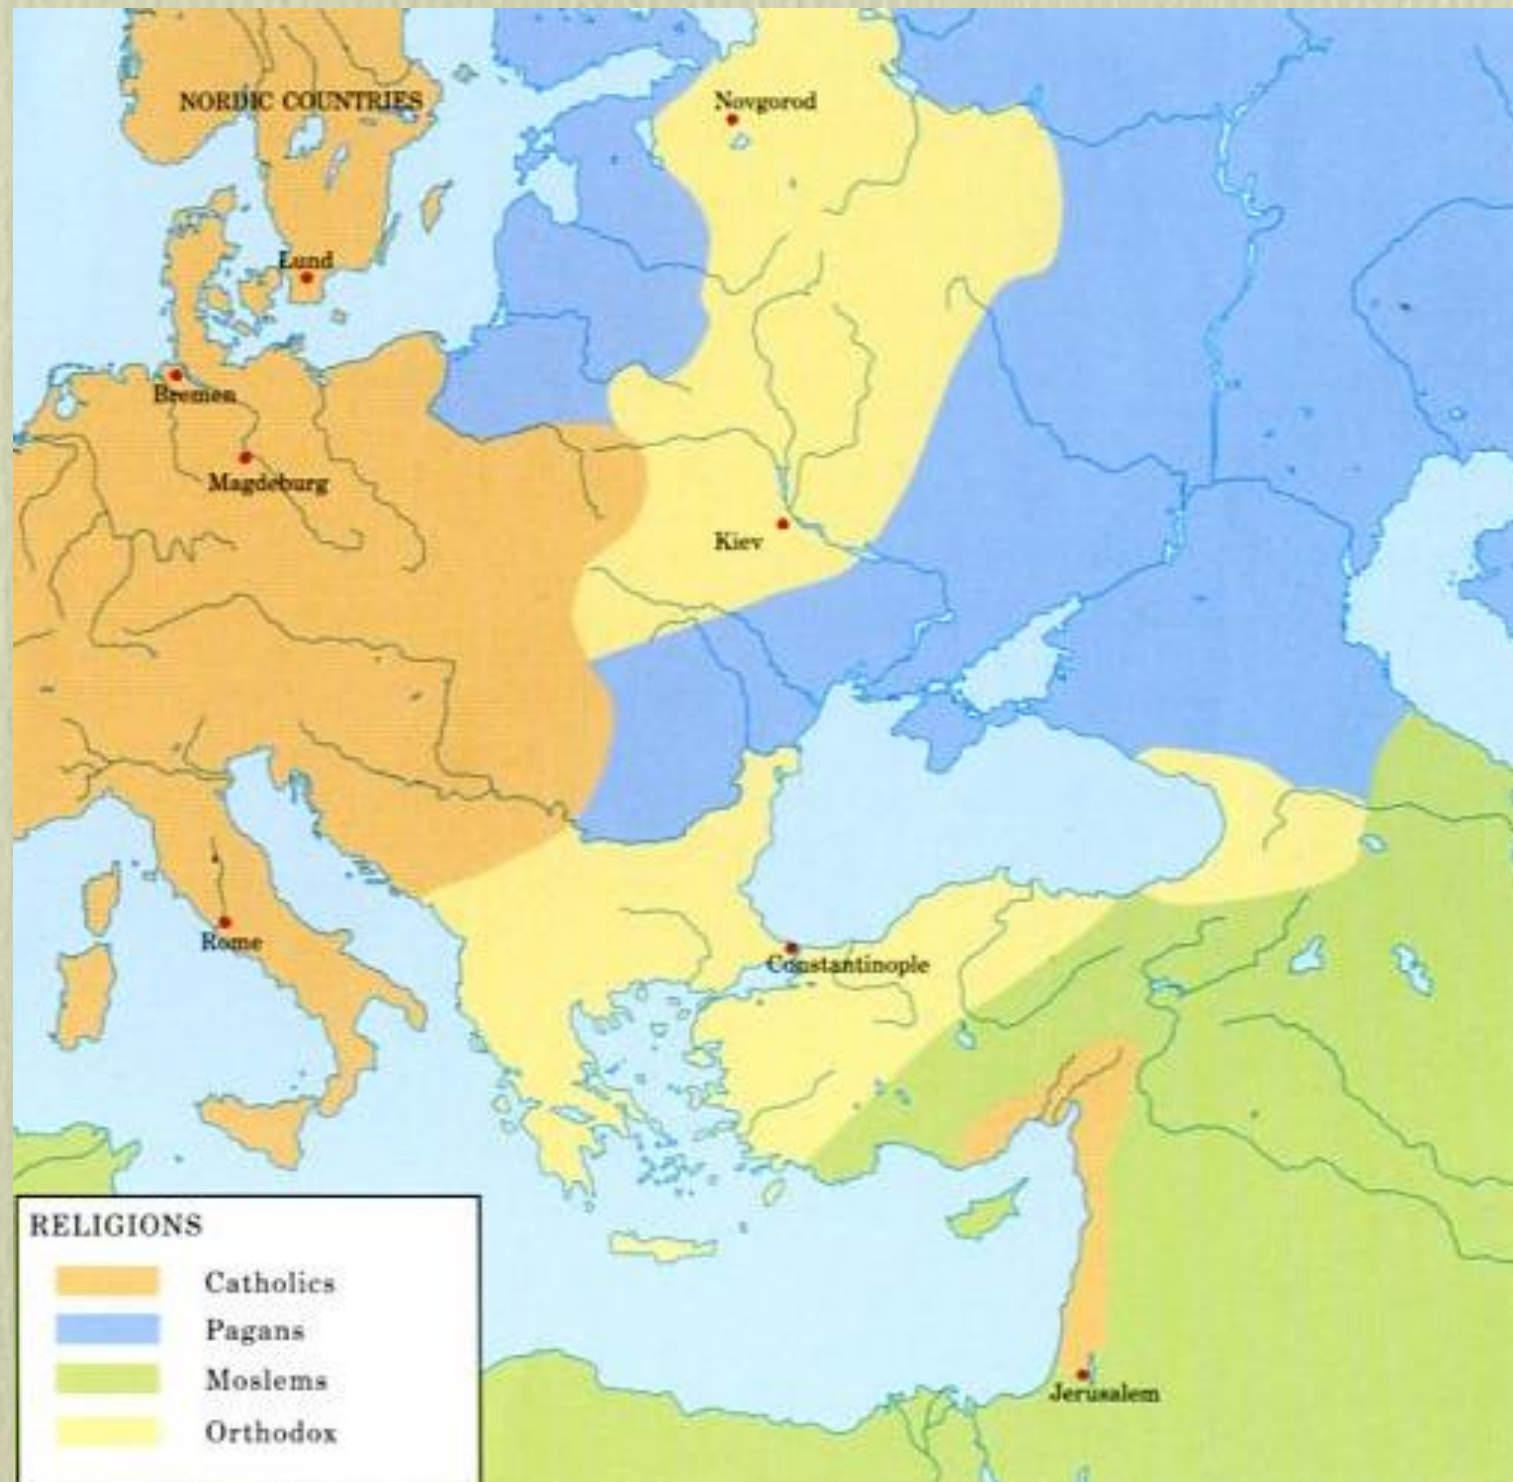 NORDIC COUNTRIES
Novgorod
Lund
Bremen
Magdeburg
Kiev
Rome
Constantinople
Jerusalem
RELIGIONS
Catholics
Pagans
Moslems
Orthodox